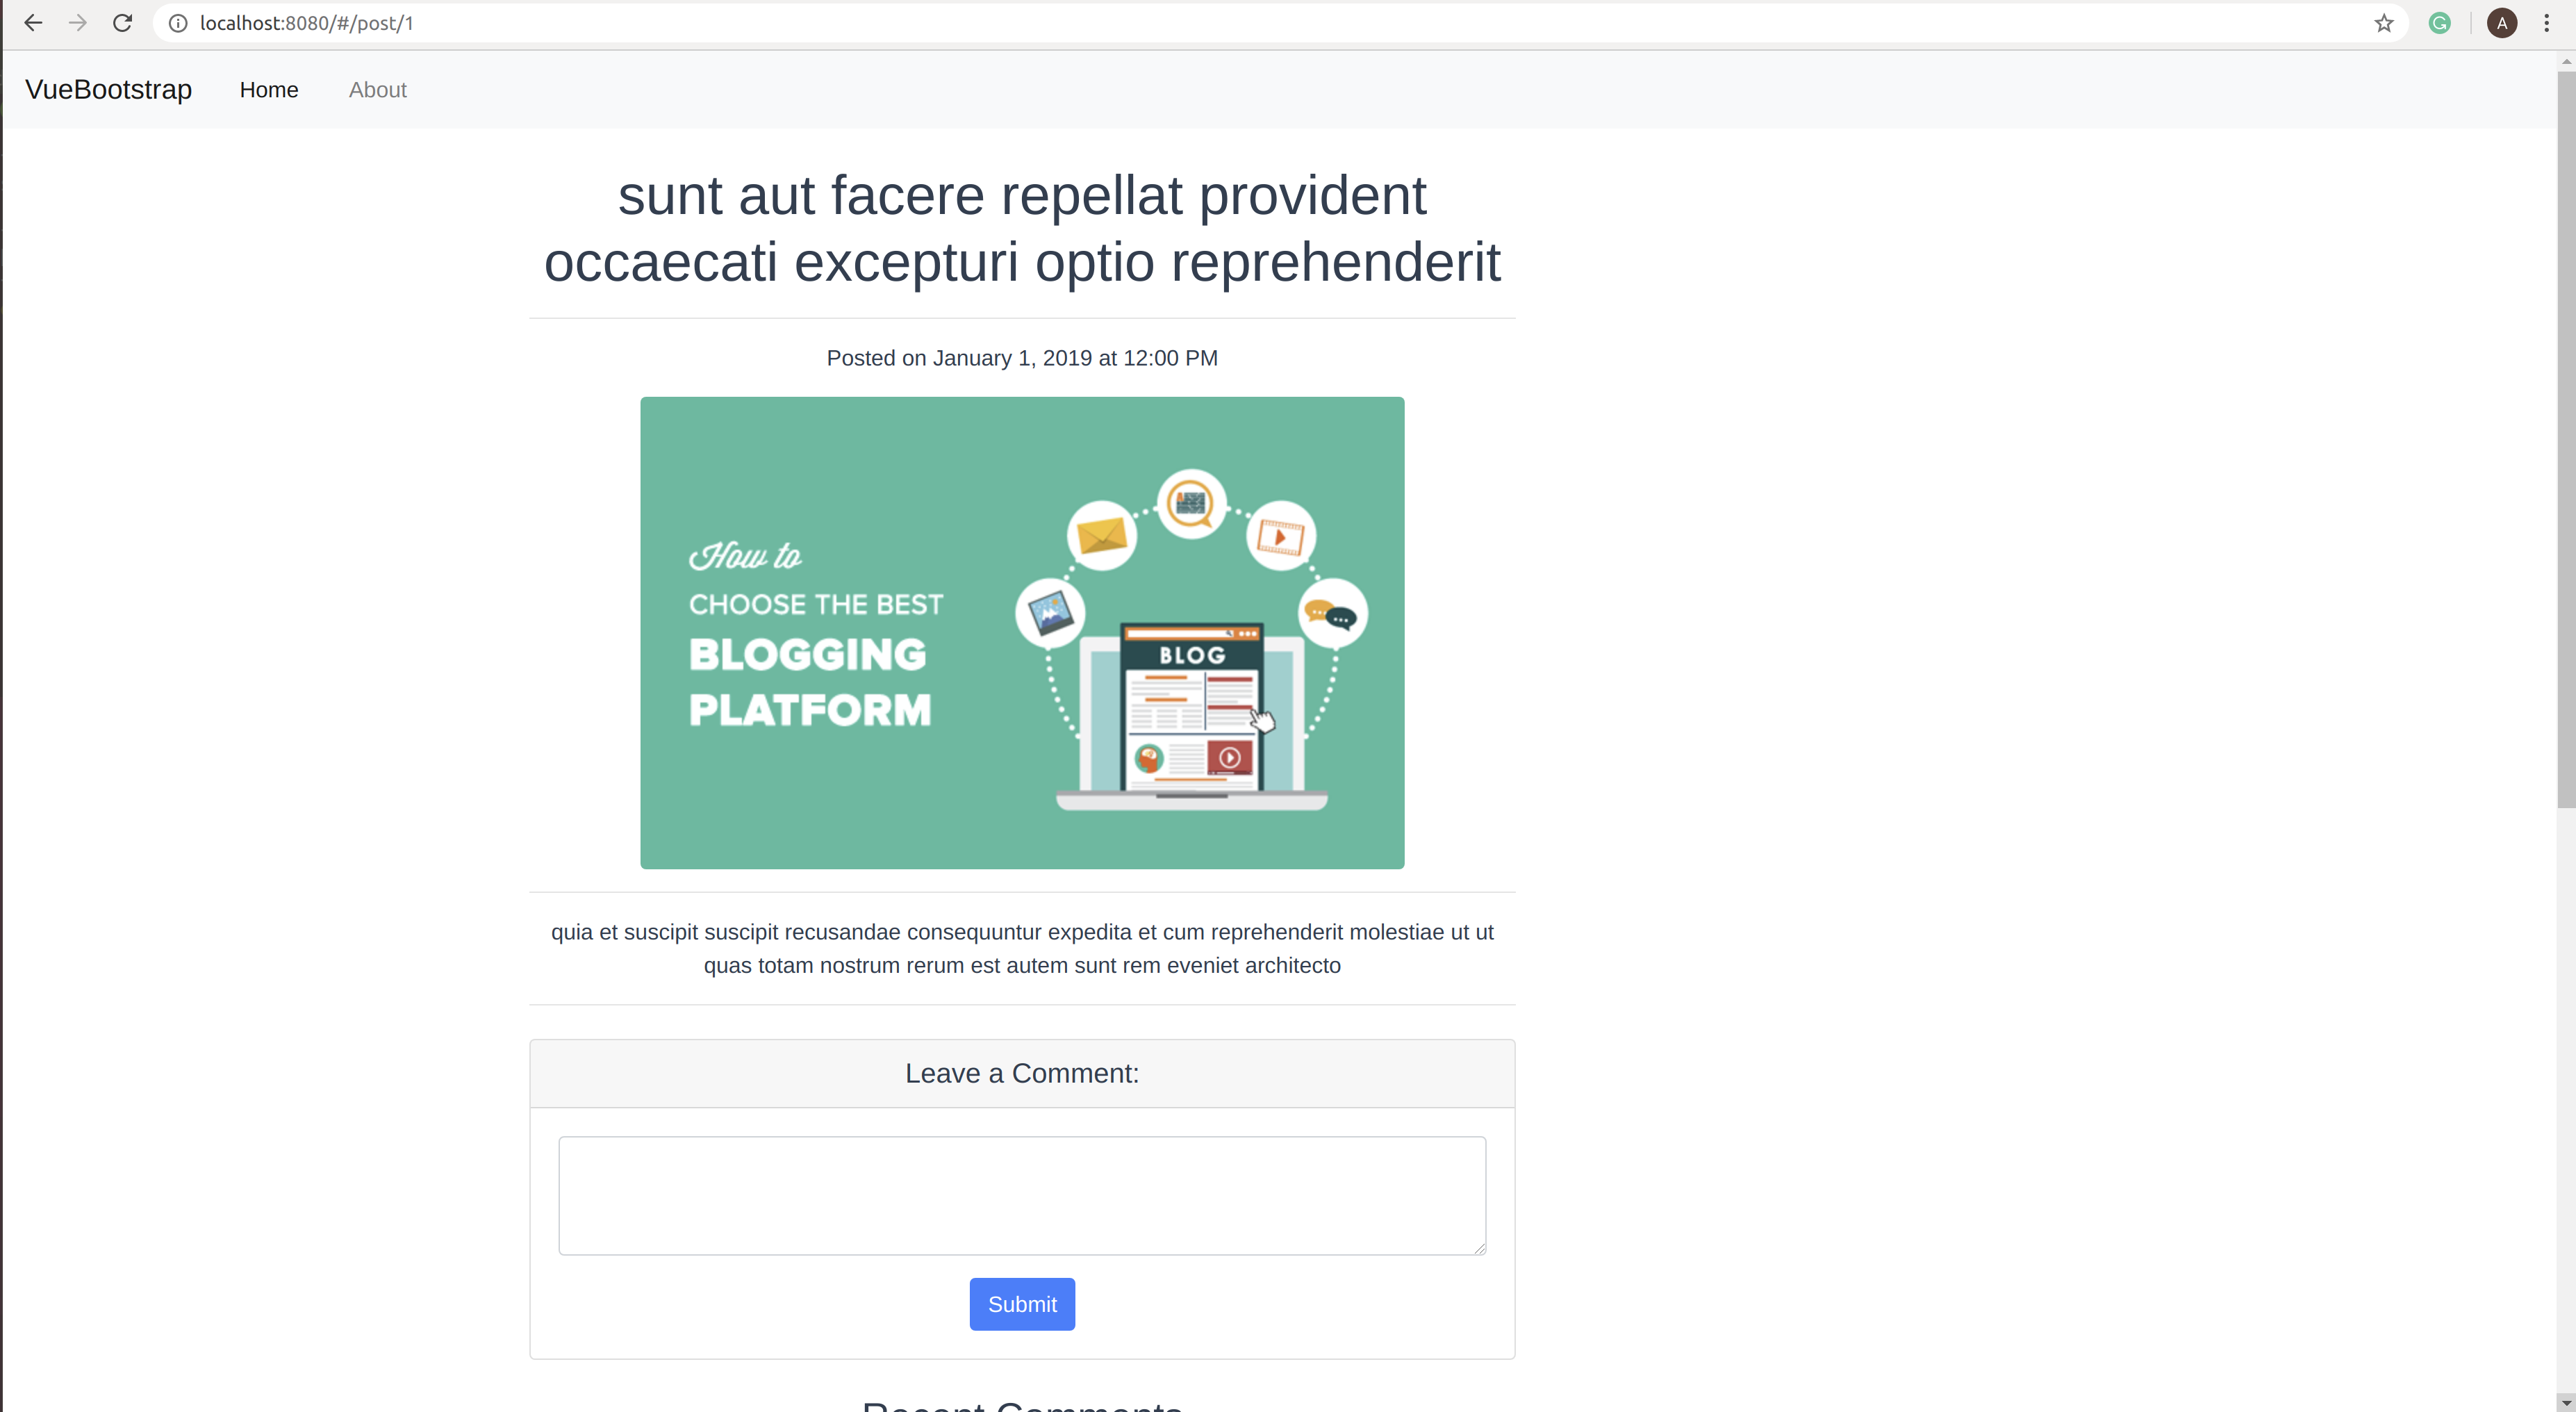 localhost:8080/#/post/1
A
VueBootstrap Home About
sunt aut facere repellat provident
occaecati excepturi optio reprehenderit
Posted on January 1, 2019 at 12:00 PM
How to
CHOOSE THE BEST
BLOGGING
PLATFORM
BLOG
quia et suscipit suscipit recusandae consequuntur expedita et cum reprehenderit molestiae ut ut
quas totam nostrum rerum est autem sunt rem eveniet architecto
Leave a Comment:
Submit
Recent Comments